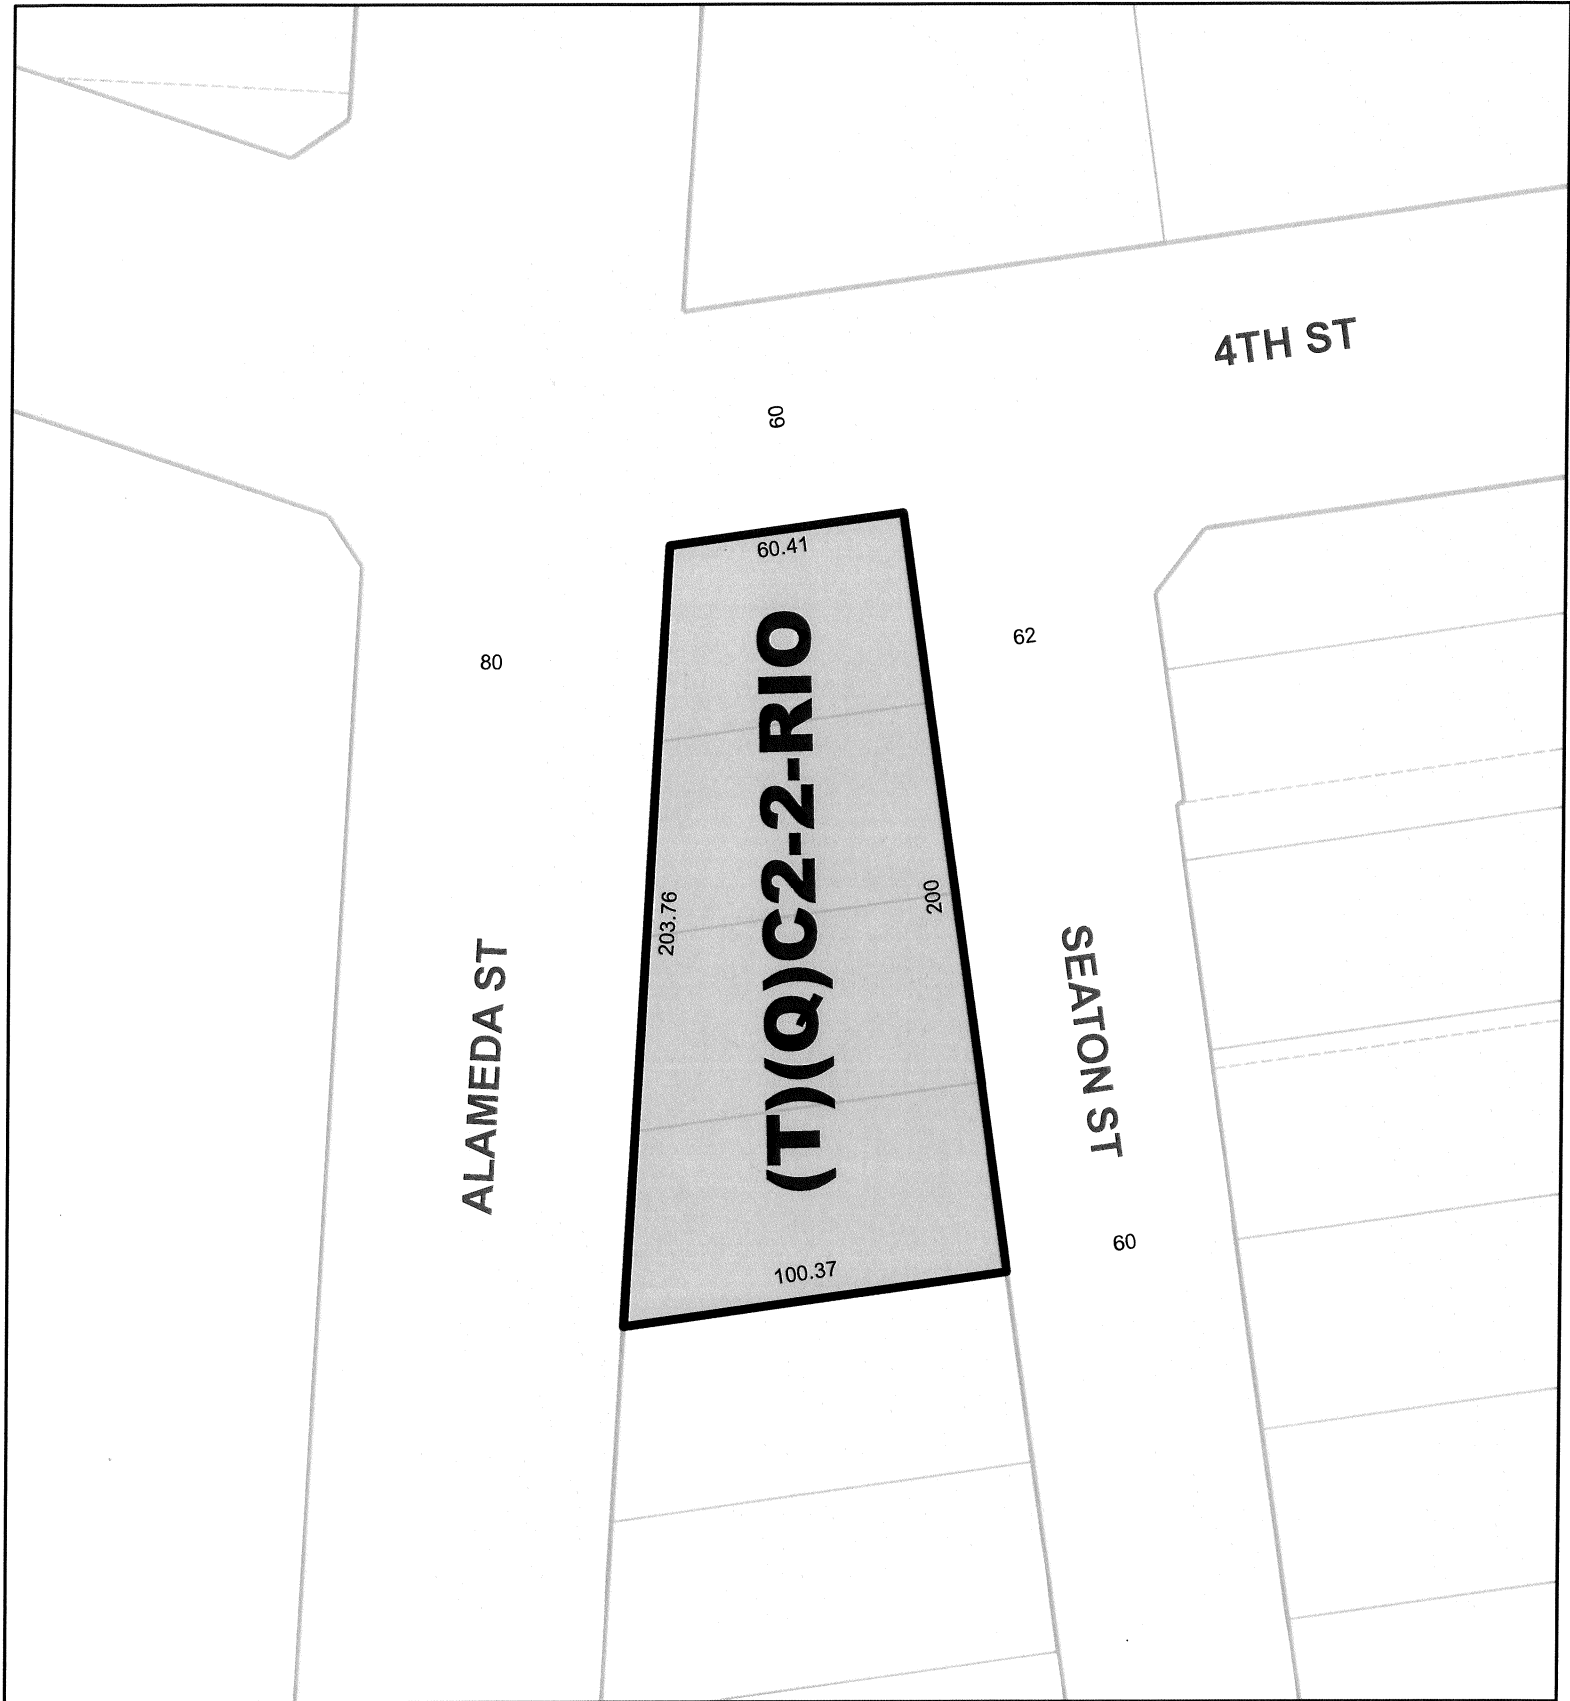 4TH ST
60
60.41
62
80
(T)(Q)C2-2-RIO
203.76
200
ALAMEDA ST
SEATON ST
60
100.37